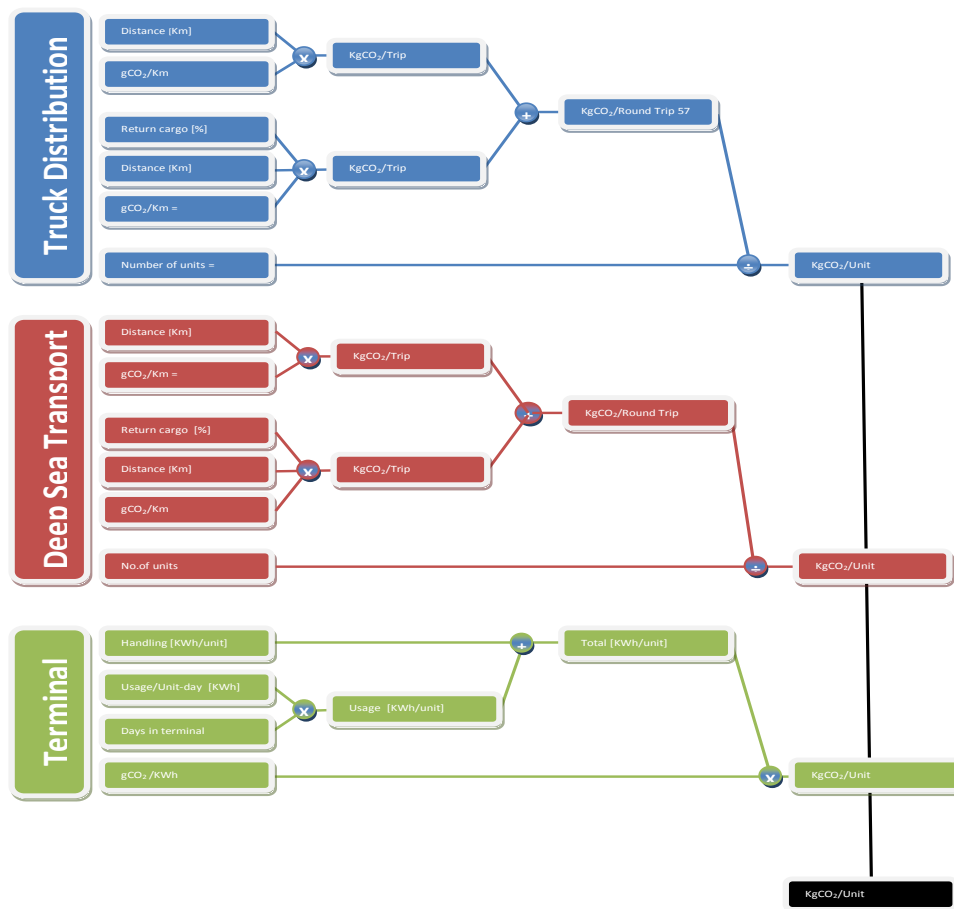 Truck Distribution
Distance [Km]
gCO₂/Km
x
KgCO₂/Trip
Return cargo [%]
Distance [Km]
gCO₂/Km =
x
KgCO₂/Trip
+
KgCO₂/Round Trip 57
Number of units =
÷
KgCO₂/Unit
Deep Sea Transport
Distance [Km]
gCO₂/Km =
x
KgCO₂/Trip
Return cargo [%]
Distance [Km]
gCO₂/Km
x
KgCO₂/Trip
+
KgCO₂/Round Trip
No.of units
÷
KgCO₂/Unit
Terminal
Handling [KWh/unit]
+
Total [KWh/unit]
Usage/Unit-day [KWh]
Days in terminal
x
Usage [KWh/unit]
gCO₂/KWh
x
KgCO₂/Unit
KgCO₂/Unit